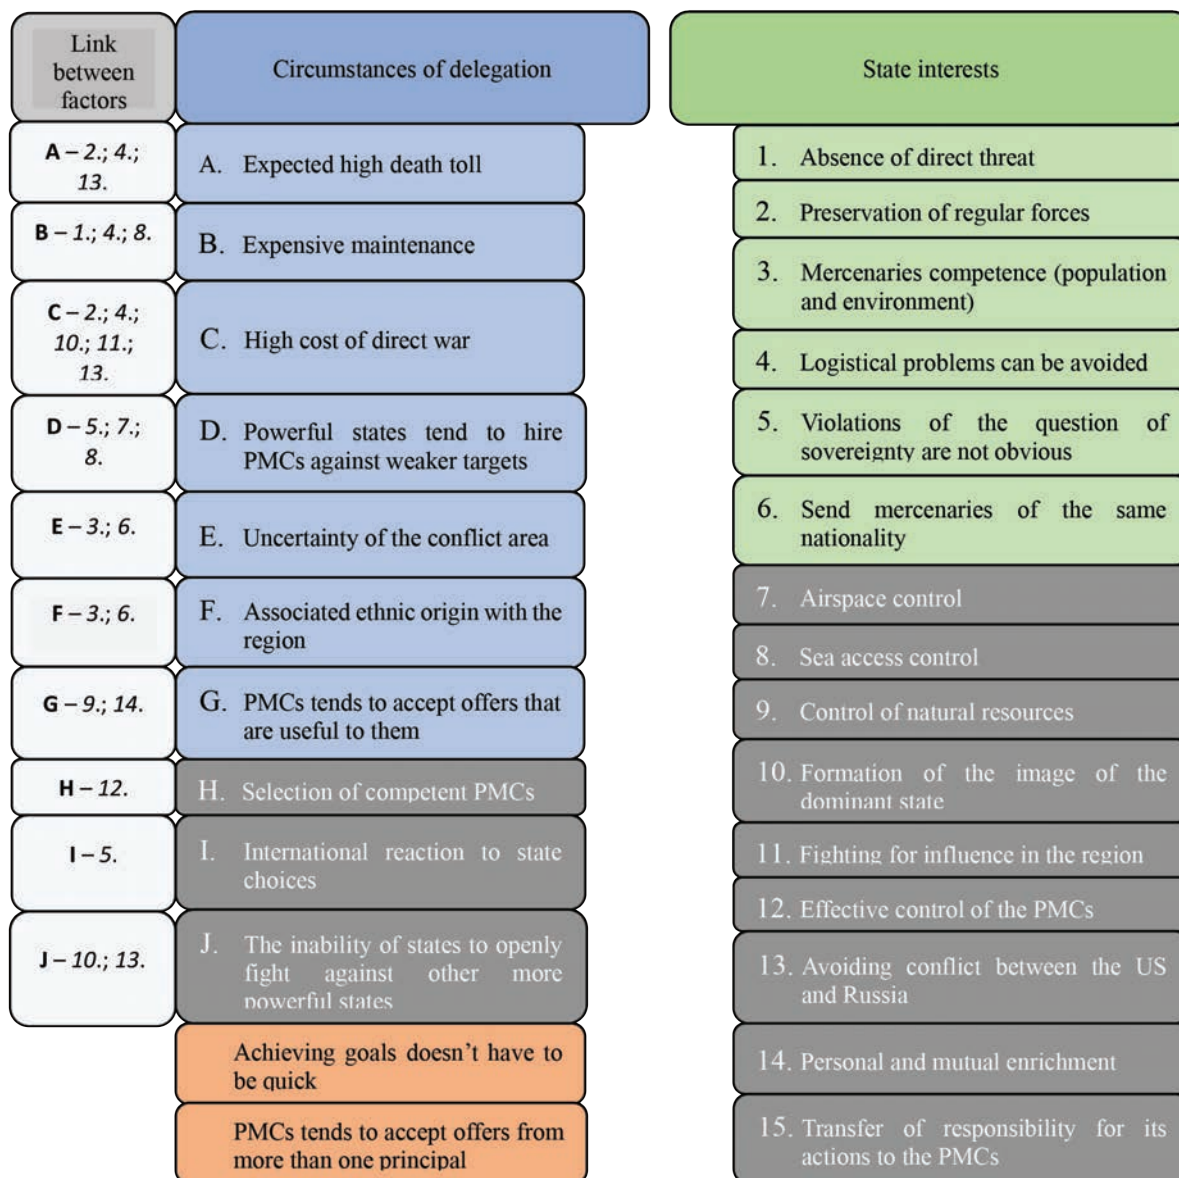 Link
between
factors
Circumstances of delegation
State interests
A – 2.; 4.;
13.
A. Expected high death toll
B – 1.; 4.; 8.
B. Expensive maintenance
C – 2.; 4.;
10.; 11.;
13.
C. High cost of direct war
D – 5.; 7.;
8.
D. Powerful states tend to hire
PMCs against weaker targets
E – 3.; 6.
E. Uncertainty of the conflict area
F – 3.; 6.
F. Associated ethnic origin with the
region
G – 9.; 14.
G. PMCs tends to accept offers that
are useful to them
H – 12.
H. Selection of competent PMCs
I – 5.
I. International reaction to state
choices
J – 10.; 13.
J. The inability of states to openly
fight against other more
powerful states
Achieving goals doesn’t have to
be quick
PMCs tends to accept offers from
more than one principal
1. Absence of direct threat
2. Preservation of regular forces
3. Mercenaries competence (population
and environment)
4. Logistical problems can be avoided
5. Violations of the question of
sovereignty are not obvious
6. Send mercenaries of the same
nationality
7. Airspace control
8. Sea access control
9. Control of natural resources
10. Formation of the image of the
dominant state
11. Fighting for influence in the region
12. Effective control of the PMCs
13. Avoiding conflict between the US
and Russia
14. Personal and mutual enrichment
15. Transfer of responsibility for its
actions to the PMCs